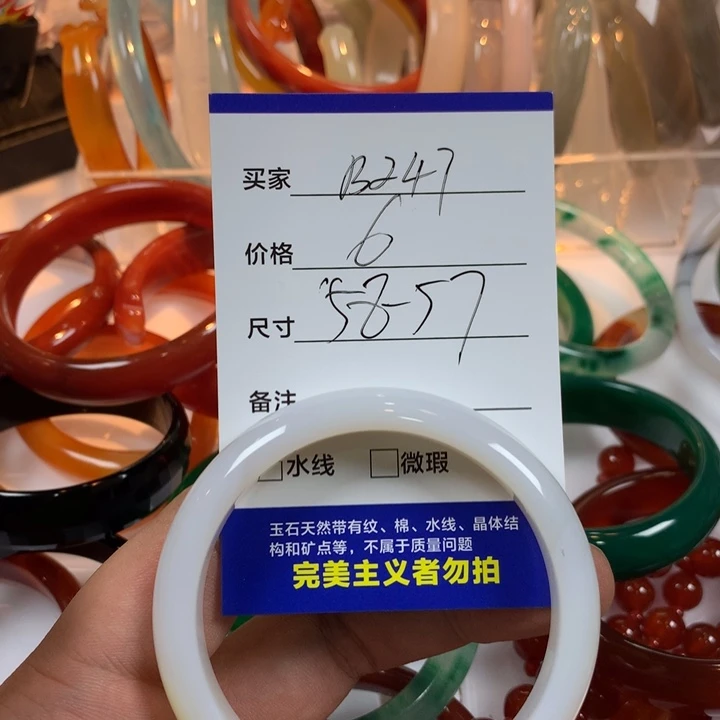 买家 B247
价格 6
尺寸 58-57
备注
水线 微瑕
玉石天然带有纹、棉、水线、晶体结
构和矿点等，不属于质量问题
完美主义者勿拍